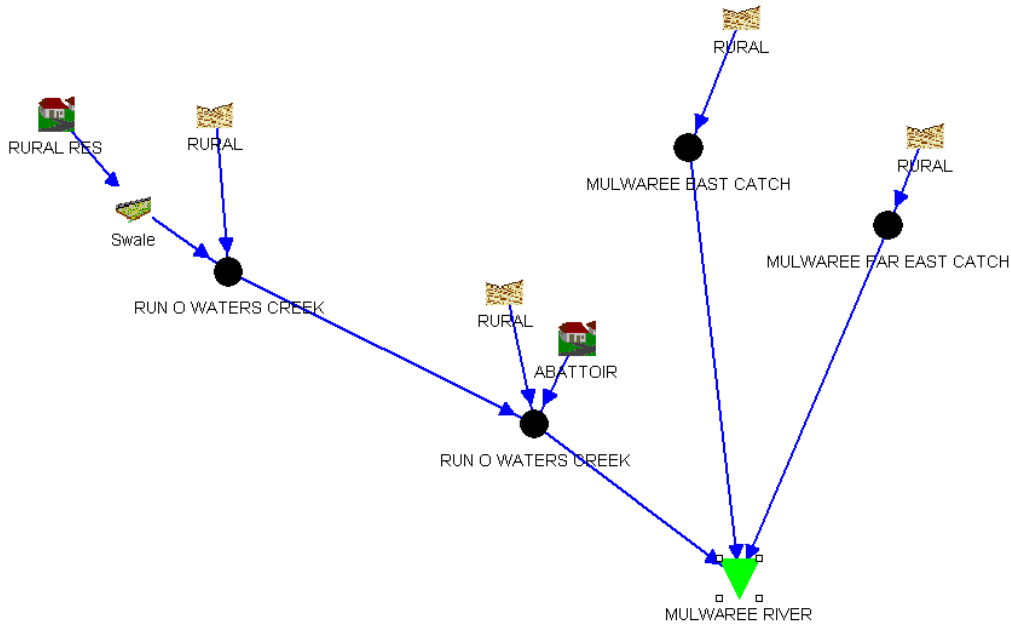 RURAL
RURAL RES
RURAL
RURAL
MULWAREE EAST CATCH
Swale
MULWAREE FAR EAST CATCH
RUN O WATERS CREEK
RURAL
ABATTOIR
RUN O WATERS CREEK
MULWAREE RIVER